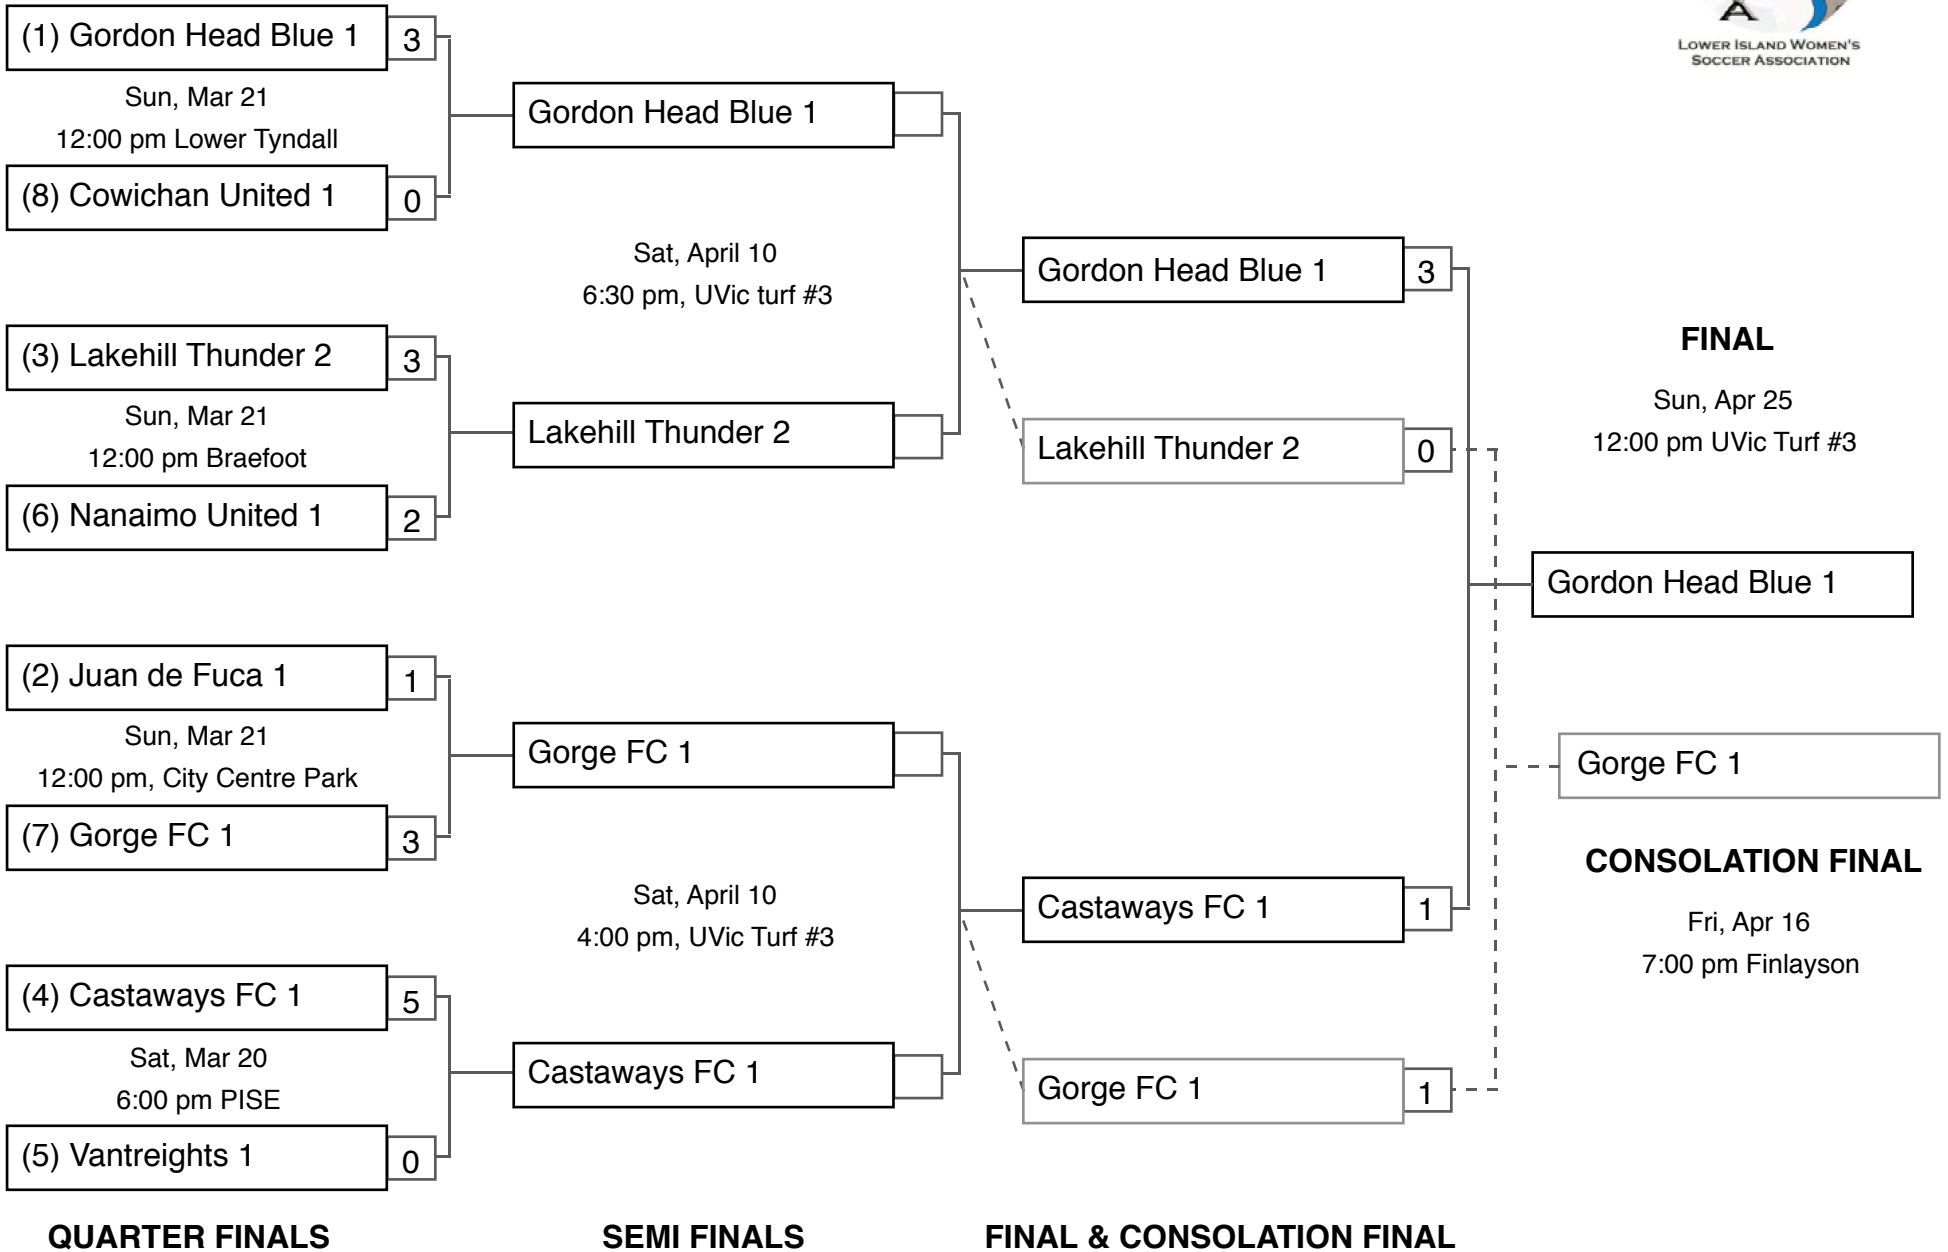 A
LOWER ISLAND WOMEN'S
SOCCER ASSOCIATION
(1) Gordon Head Blue 1 3
Sun, Mar 21
12:00 pm Lower Tyndall
(8) Cowichan United 1 0
(3) Lakehill Thunder 2 3
Sun, Mar 21
12:00 pm Braefoot
(6) Nanaimo United 1 2
(2) Juan de Fuca 1 1
Sun, Mar 21
12:00 pm, City Centre Park
(7) Gorge FC 1 3
(4) Castaways FC 1 5
Sat, Mar 20
6:00 pm PISE
(5) Vantreights 1 0
QUARTER FINALS
Gordon Head Blue 1
Sat, April 10
6:30 pm, UVic turf #3
Lakehill Thunder 2
Gorge FC 1
Sat, April 10
4:00 pm, UVic Turf #3
Castaways FC 1
SEMI FINALS
Gordon Head Blue 1 3
Lakehill Thunder 2 0
Castaways FC 1 1
Gorge FC 1 1
FINAL & CONSOLATION FINAL
FINAL
Sun, Apr 25
12:00 pm UVic Turf #3
Gordon Head Blue 1
Gorge FC 1
CONSOLATION FINAL
Fri, Apr 16
7:00 pm Finlayson